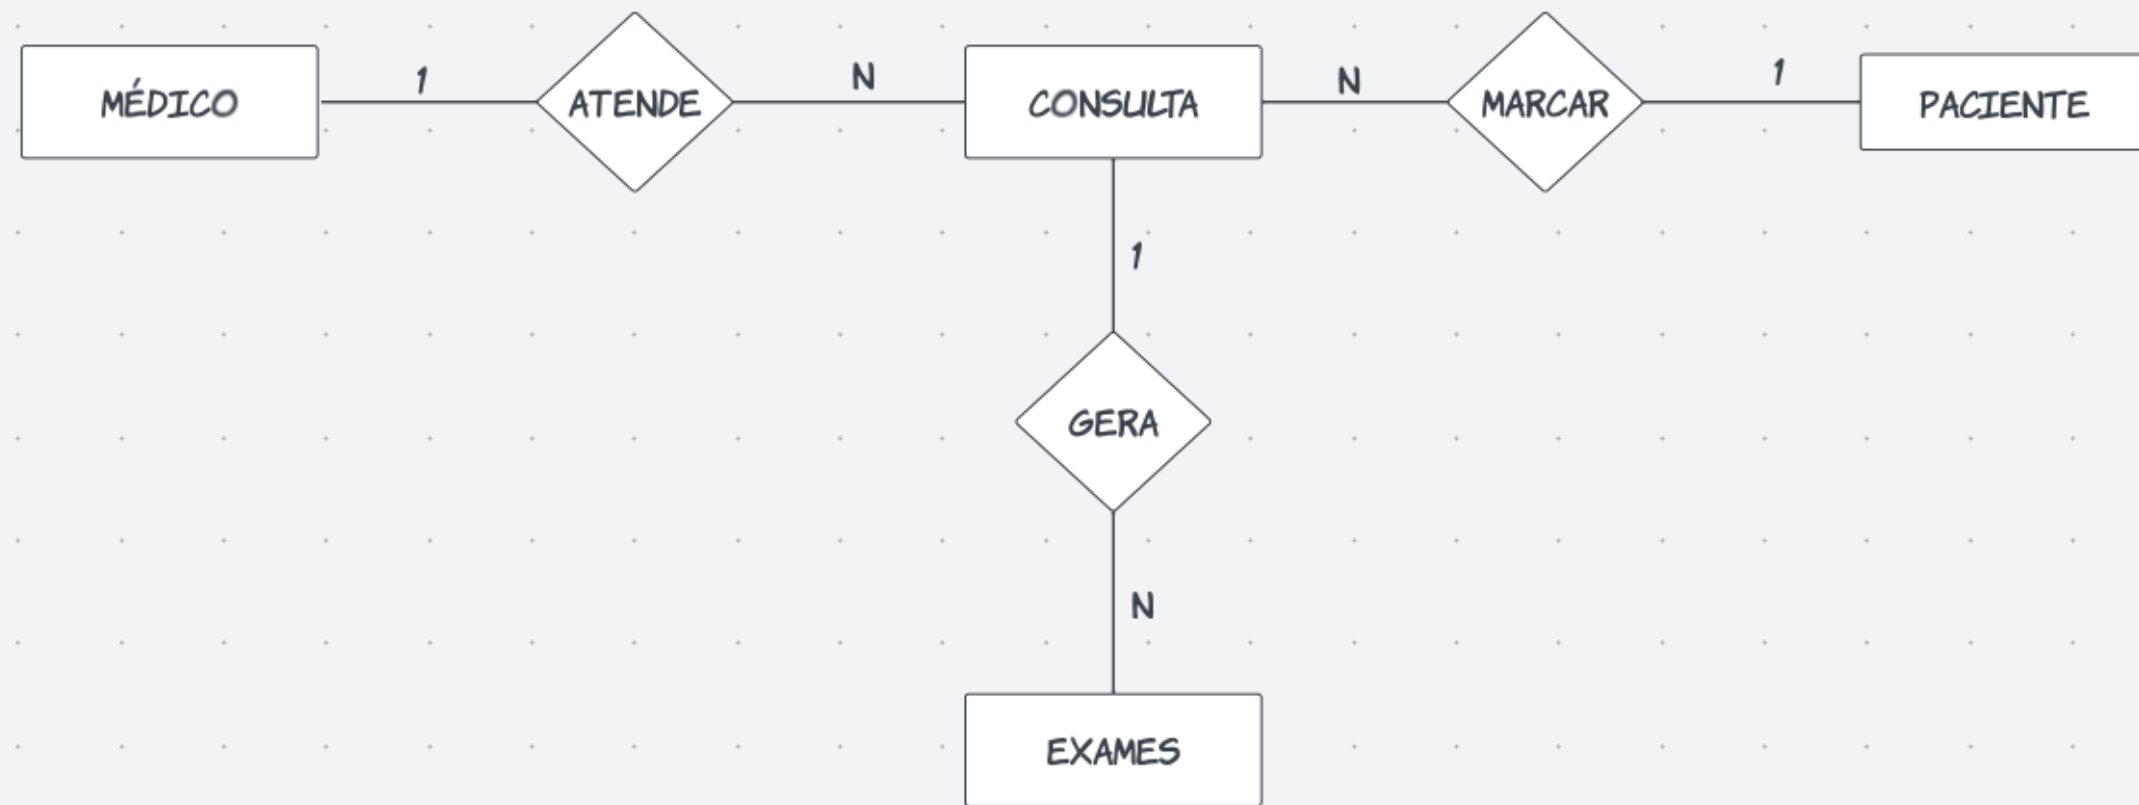 MÉDICO
1
ATENDE
N
CONSULTA
N
MARCAR
1
PACIENTE
1
GERA
N
EXAMES